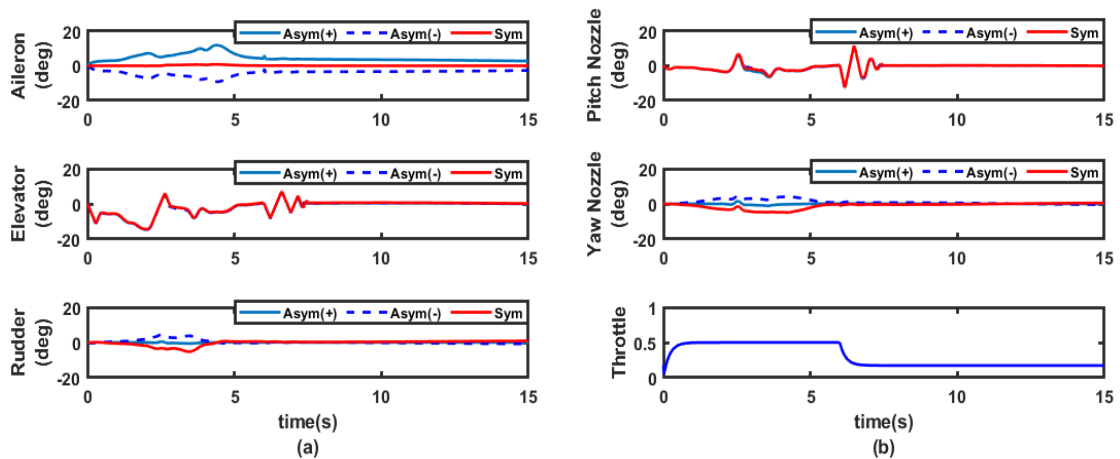 20
0
-20
Aileron
(deg)
Asym(+) Asym(-) Sym
0 5 10 15
20
0
-20
Elevator
(deg)
Asym(+) Asym(-) Sym
0 5 10 15
20
0
-20
Rudder
(deg)
Asym(+) Asym(-) Sym
0 5 10 15
time(s)
(a)
20
0
-20
Pitch Nozzle
(deg)
Asym(+) Asym(-) Sym
0 5 10 15
20
0
-20
Yaw Nozzle
(deg)
Asym(+) Asym(-) Sym
0 5 10 15
1
0.5
0
Throttle
0 5 10 15
time(s)
(b)